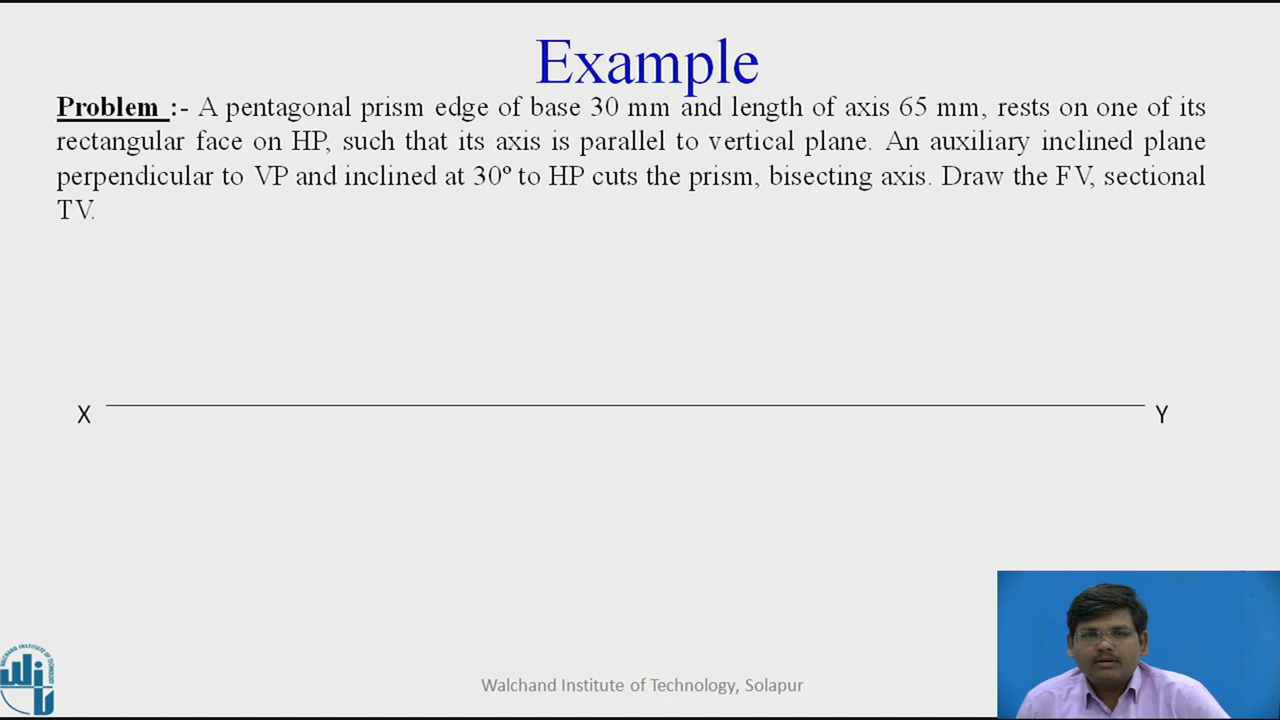 Example
Problem :- A pentagonal prism edge of base 30 mm and length of axis 65 mm, rests on one of its
rectangular face on HP, such that its axis is parallel to vertical plane. An auxiliary inclined plane
perpendicular to VP and inclined at 30º to HP cuts the prism, bisecting axis. Draw the FV, sectional
TV.
X
Y
Walchand Institute of Technology, Solapur